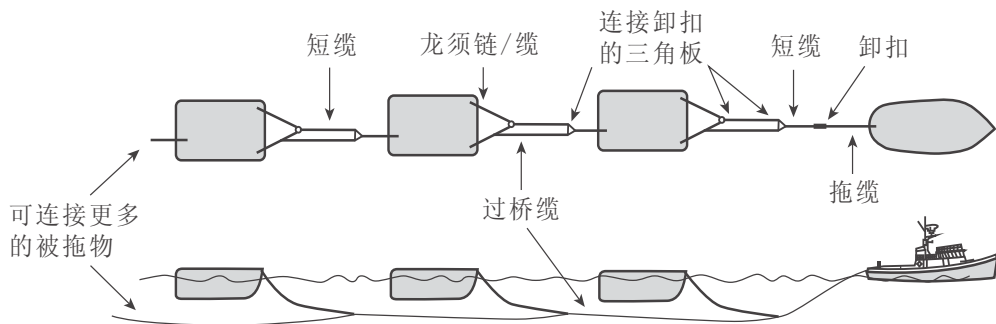 短缆
龙须链/缆
连接卸扣
的三角板
短缆
卸扣
拖缆
过桥缆
可连接更多
的被拖物